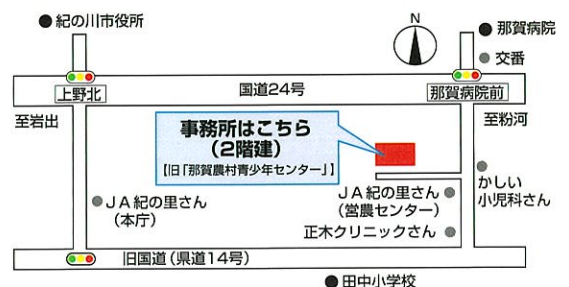 紀の川市役所
N
那賀病院
交番
上野北
国道24号
那賀病院前
至岩出
至粉河
事務所はこちら
(2階建)
【旧「那賀農村青少年センター」】
かしい
小児科さん
JA紀の里さん
(本庁)
JA紀の里さん
(営農センター)
正木クリニックさん
旧国道(県道14号)
田中小学校